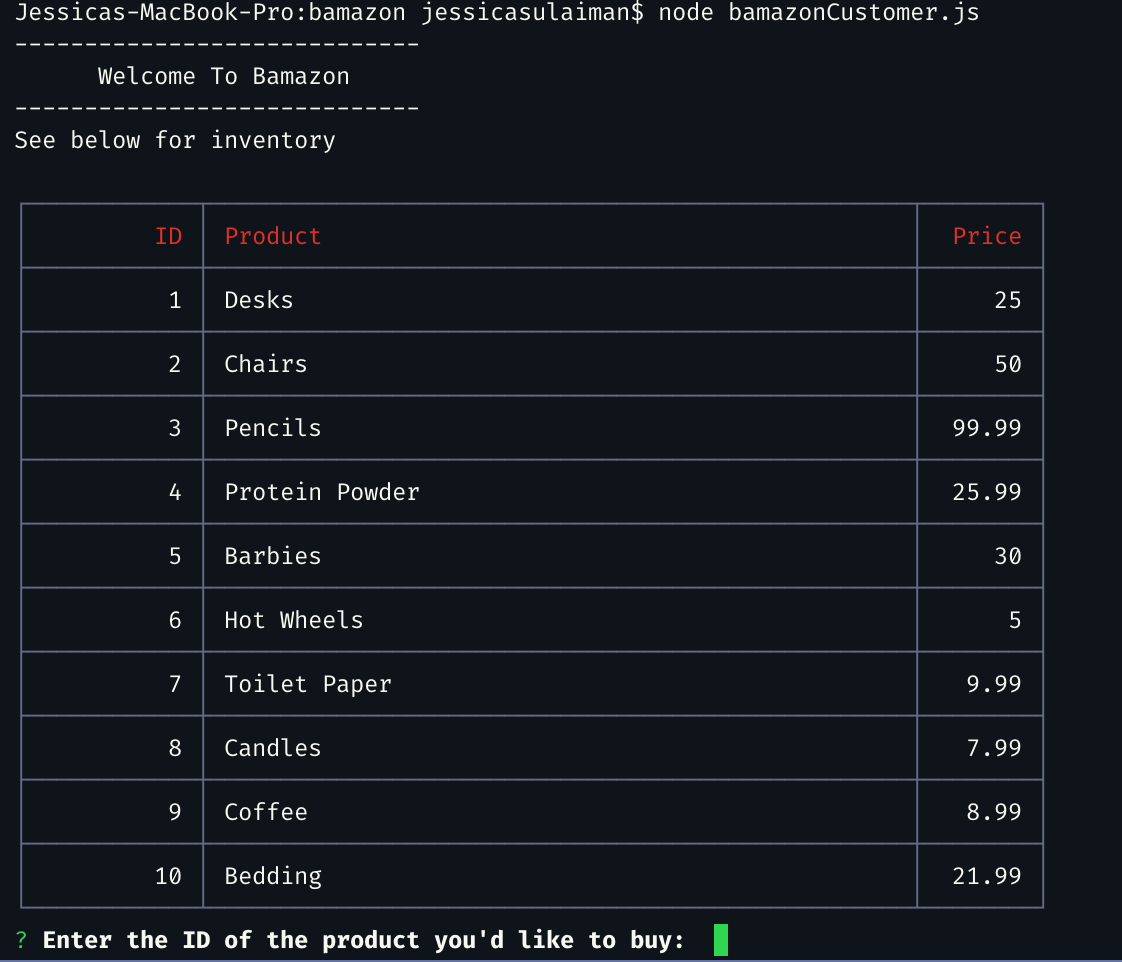 Jessicas-MacBook-Pro:bamazon jessicasulaiman$ node bamazonCustomer.js
-----------------------------
Welcome To Bamazon
-----------------------------
See below for inventory
ID Product Price
1 Desks 25
2 Chairs 50
3 Pencils 99.99
4 Protein Powder 25.99
5 Barbies 30
6 Hot Wheels 5
7 Toilet Paper 9.99
8 Candles 7.99
9 Coffee 8.99
10 Bedding 21.99
? Enter the ID of the product you'd like to buy: